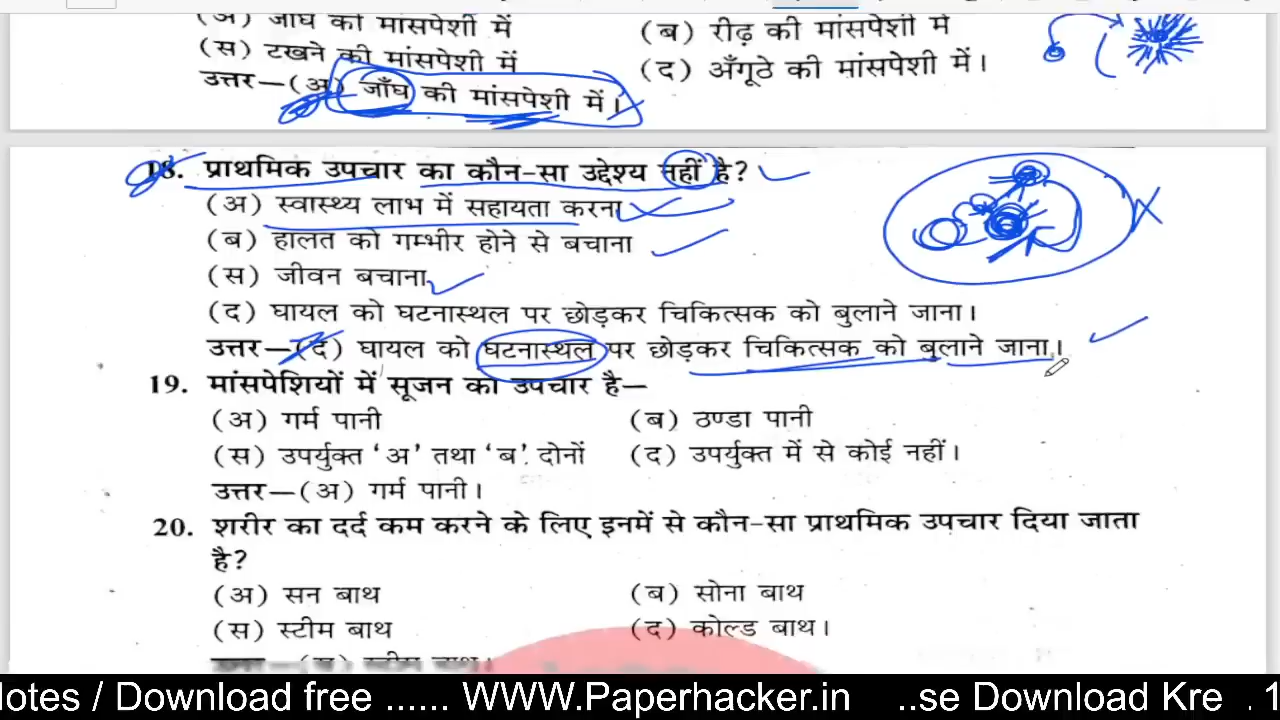 (अ) जाँघ की मांसपेशी में (ब) रीढ़ की मांसपेशी में
(स) टखने की मांसपेशी में (द) अँगूठे की मांसपेशी में।
उत्तर–(अ) जाँघ की मांसपेशी में।
18. प्राथमिक उपचार का कौन-सा उद्देश्य नहीं है?
(अ) स्वास्थ्य लाभ में सहायता करना
(ब) हालत को गम्भीर होने से बचाना
(स) जीवन बचाना
(द) घायल को घटनास्थल पर छोड़कर चिकित्सक को बुलाने जाना।
उत्तर–(द) घायल को घटनास्थल पर छोड़कर चिकित्सक को बुलाने जाना।
19. मांसपेशियों में सूजन का उपचार है–
(अ) गर्म पानी (ब) ठण्डा पानी
(स) उपर्युक्त ‘अ’ तथा ‘ब’ दोनों (द) उपर्युक्त में से कोई नहीं।
उत्तर–(अ) गर्म पानी।
20. शरीर का दर्द कम करने के लिए इनमें से कौन-सा प्राथमिक उपचार दिया जाता
है?
(अ) सन बाथ (ब) सोना बाथ
(स) स्टीम बाथ (द) कोल्ड बाथ।
(स) स्टीम बाथ।
Notes / Download free ...... WWW.Paperhacker.in ..se Download Kre . 1